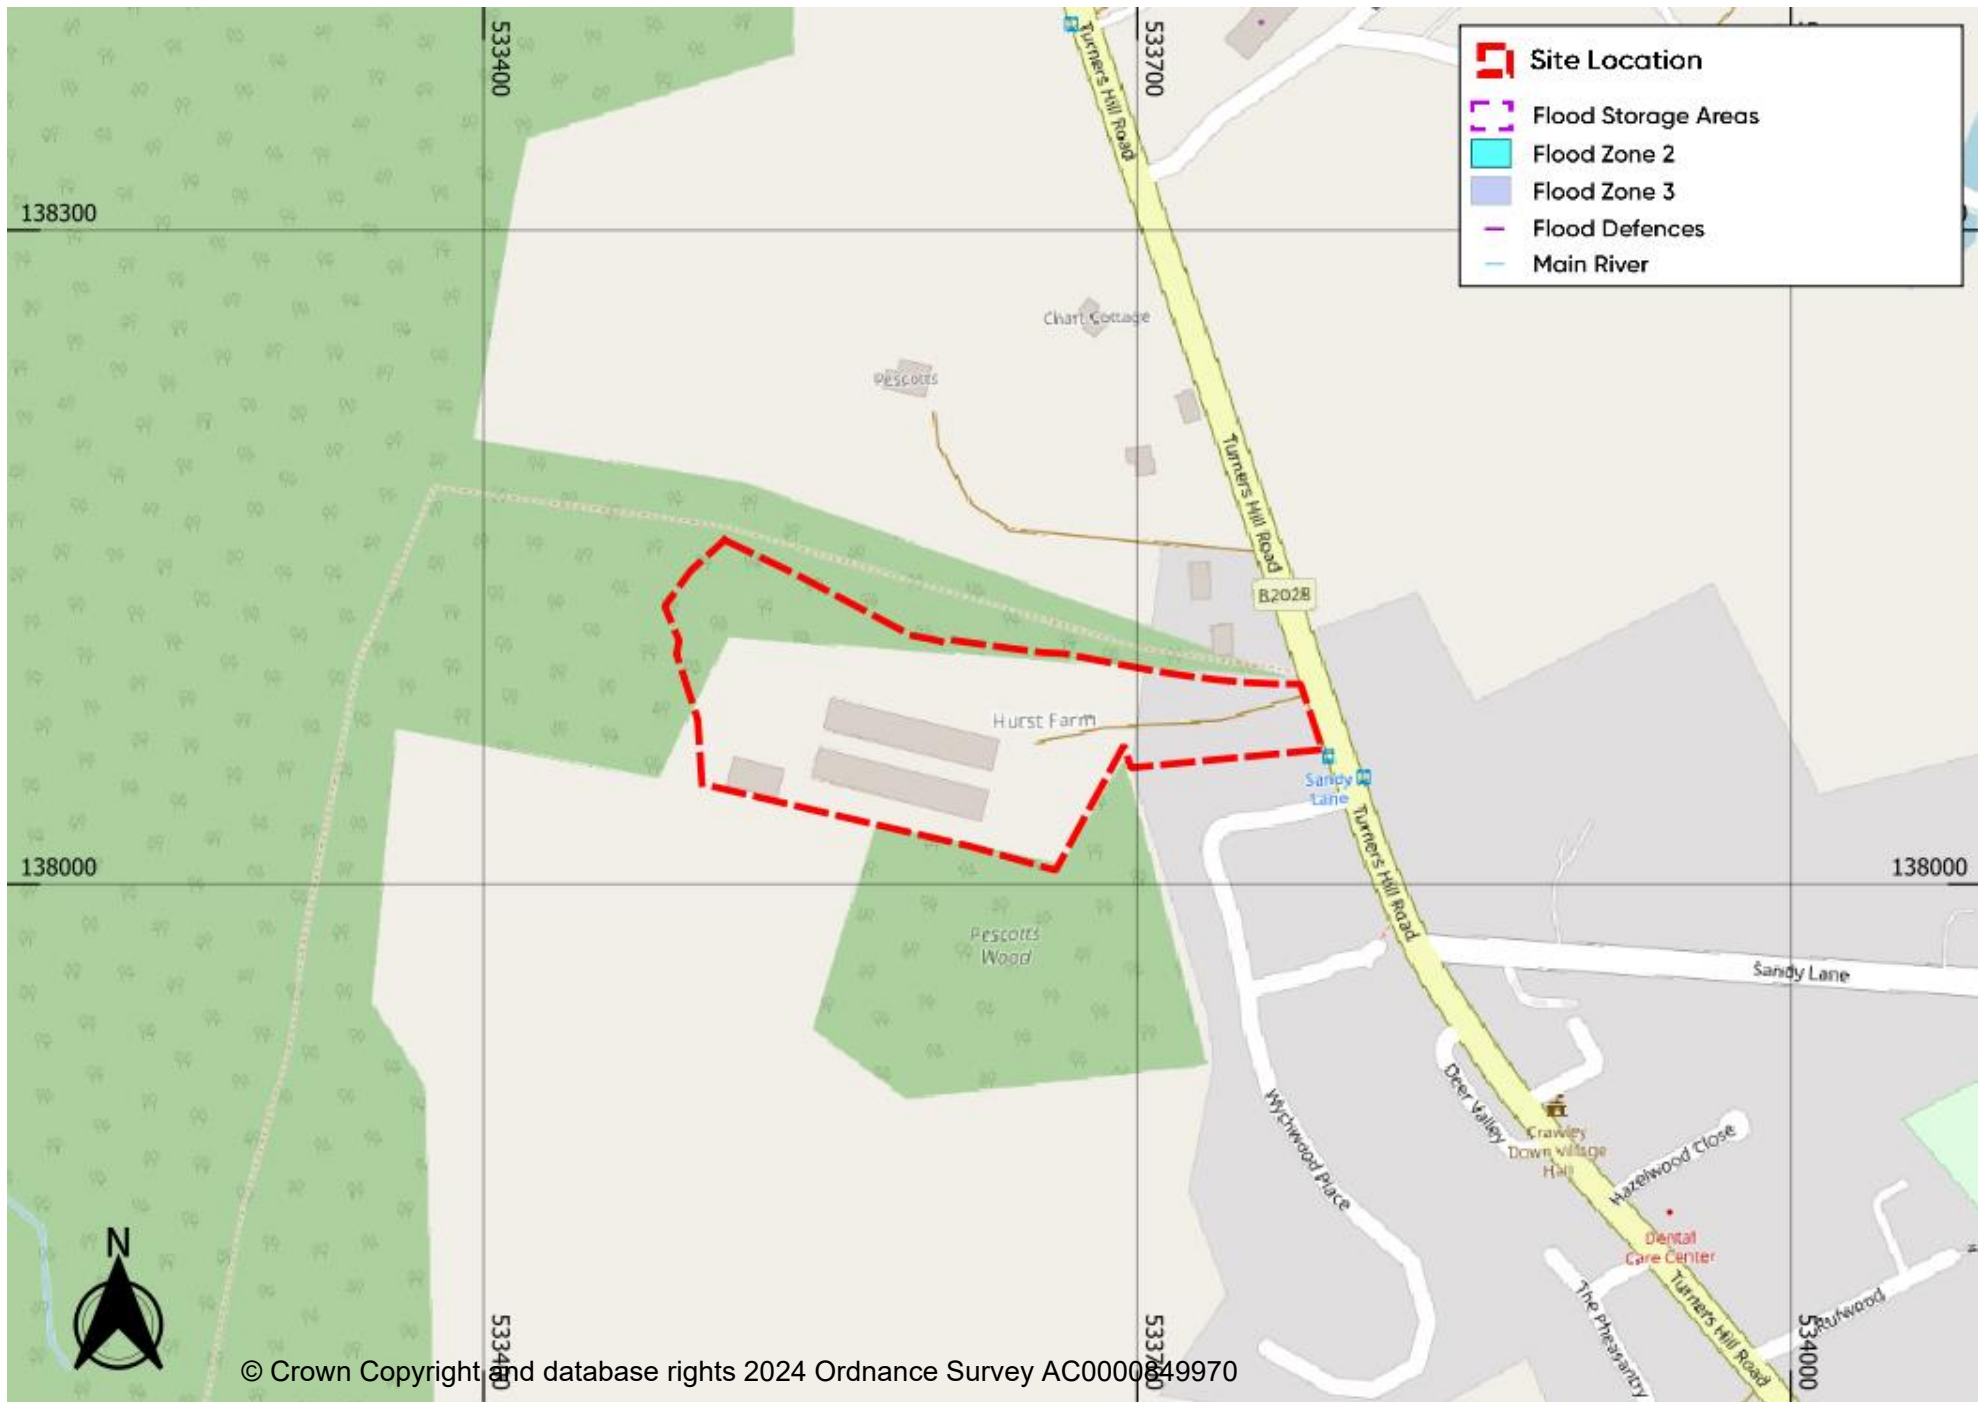 533400
533700
Turners Hill Road
Site Location
Flood Storage Areas
Flood Zone 2
Flood Zone 3
Flood Defences
Main River
138300
Chart Cottage
Pescotts
Turners Hill Road
B2028
Hurst Farm
Sandy
Lane
Turners Hill Road
138000
138000
Pescotts
Wood
Sandy Lane
Deer Valley
Wychwood Place
Crawley
Down Village
Hall
Hazelwood Close
Dental
Care Center
The Pheasantry
Turners Hill Road
Rufwood
N
533400
533700
534000
© Crown Copyright and database rights 2024 Ordnance Survey AC0000849970